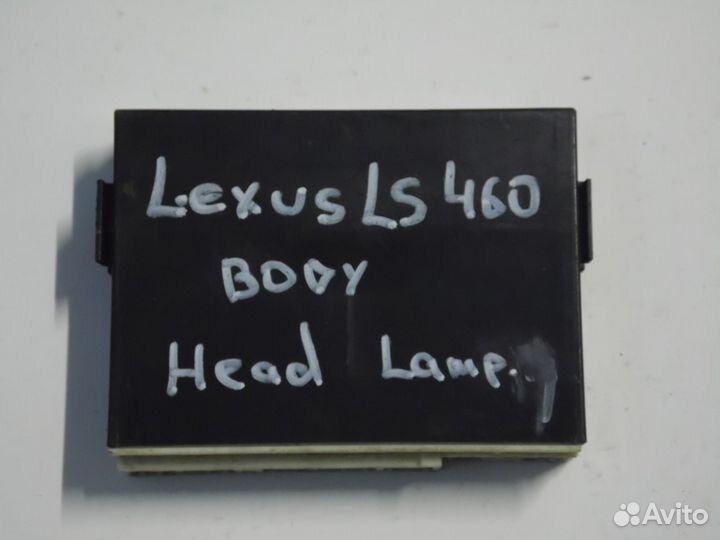 Lexus LS 460
BODY
Head Lamp.
Avito